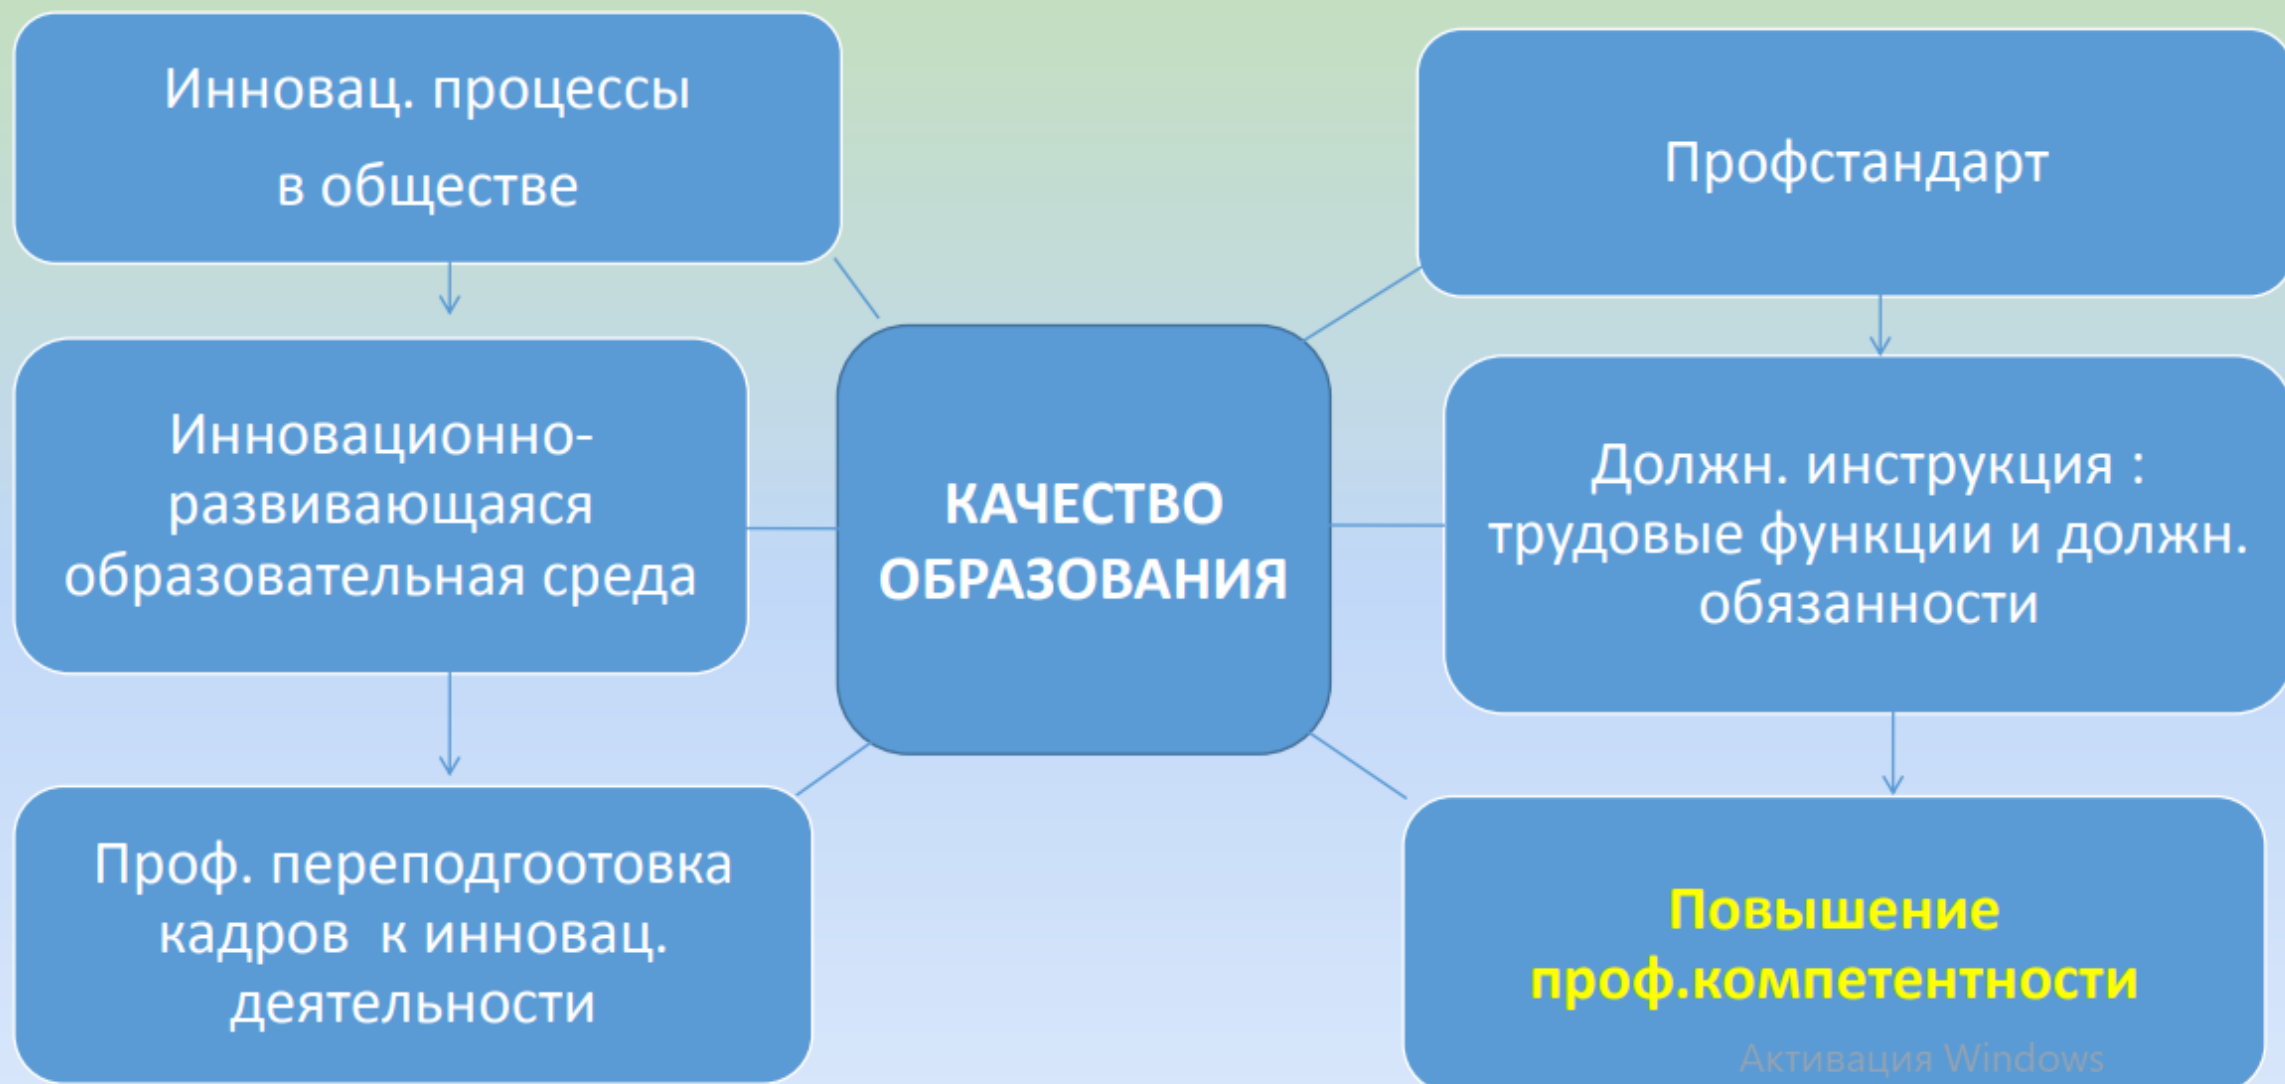 Инновац. процессы
в обществе
Профстандарт
Инновационно-
развивающаяся
образовательная среда
КАЧЕСТВО
ОБРАЗОВАНИЯ
Должн. инструкция :
трудовые функции и должн.
обязанности
Проф. переподгоотовка
кадров  к инновац.
деятельности
Повышение
проф.компетентности
Активация Windows